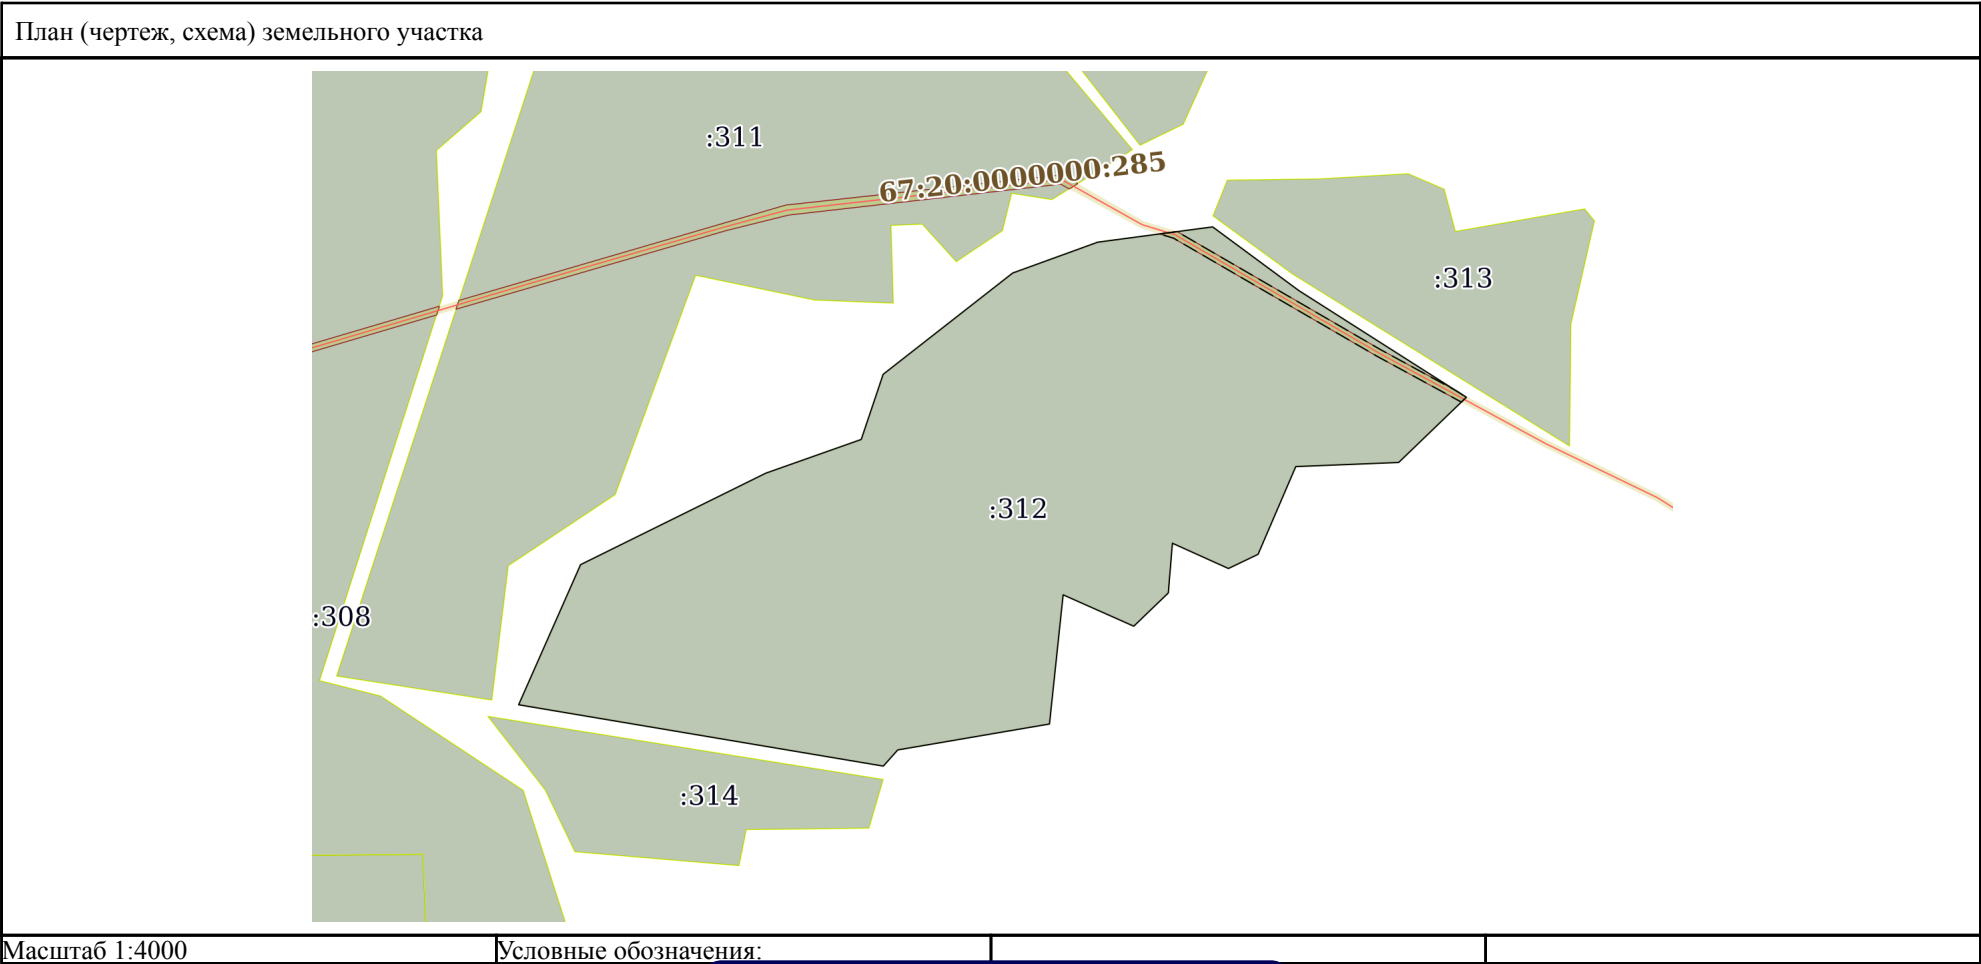 План (чертеж, схема) земельного участка
:311
67:20:0000000:285
:313
:312
:308
:314
Масштаб 1:4000
Условные обозначения: